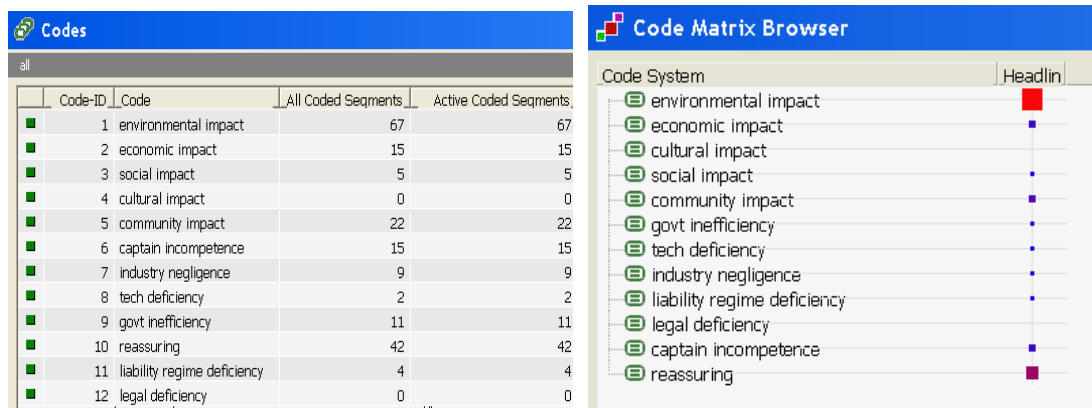 Codes
all
Code-ID Code All Coded Segments Active Coded Segments
1 environmental impact 67 67
2 economic impact 15 15
3 social impact 5 5
4 cultural impact 0 0
5 community impact 22 22
6 captain incompetence 15 15
7 industry negligence 9 9
8 tech deficiency 2 2
9 govt inefficiency 11 11
10 reassuring 42 42
11 liability regime deficiency 4 4
12 legal deficiency 0 0
Code Matrix Browser
Code System Headlin
environmental impact
economic impact
cultural impact
social impact
community impact
govt inefficiency
tech deficiency
industry negligence
liability regime deficiency
legal deficiency
captain incompetence
reassuring